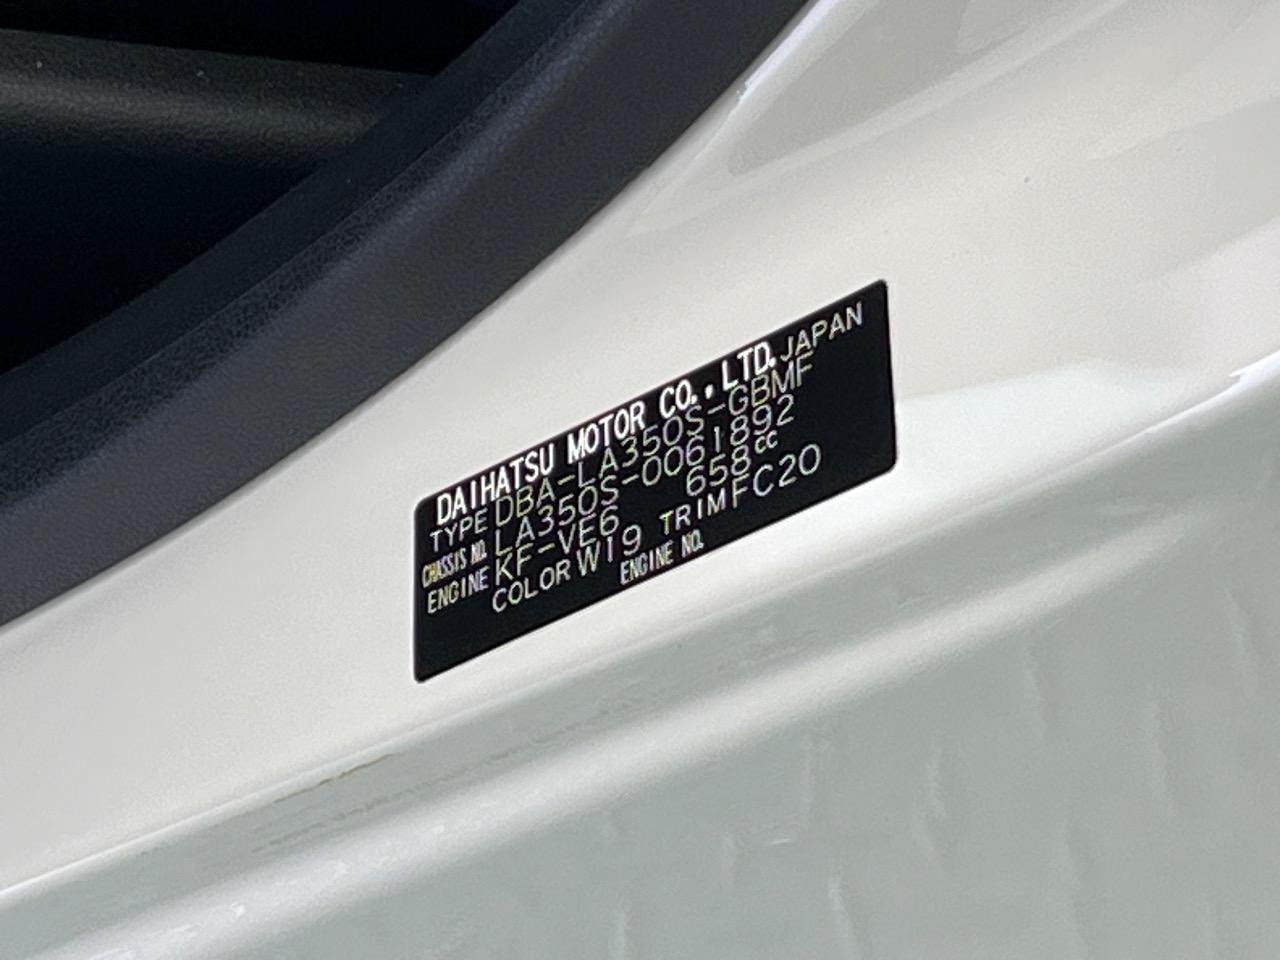 DAIHATSU MOTOR CO., LTD. JAPAN
TYPE DBA-LA350S-GBMF
CHASSIS NO. LA350S-0061892
ENGINE KF-VE6 658cc
COLOR W19 TRIM FC20
ENGINE NO.